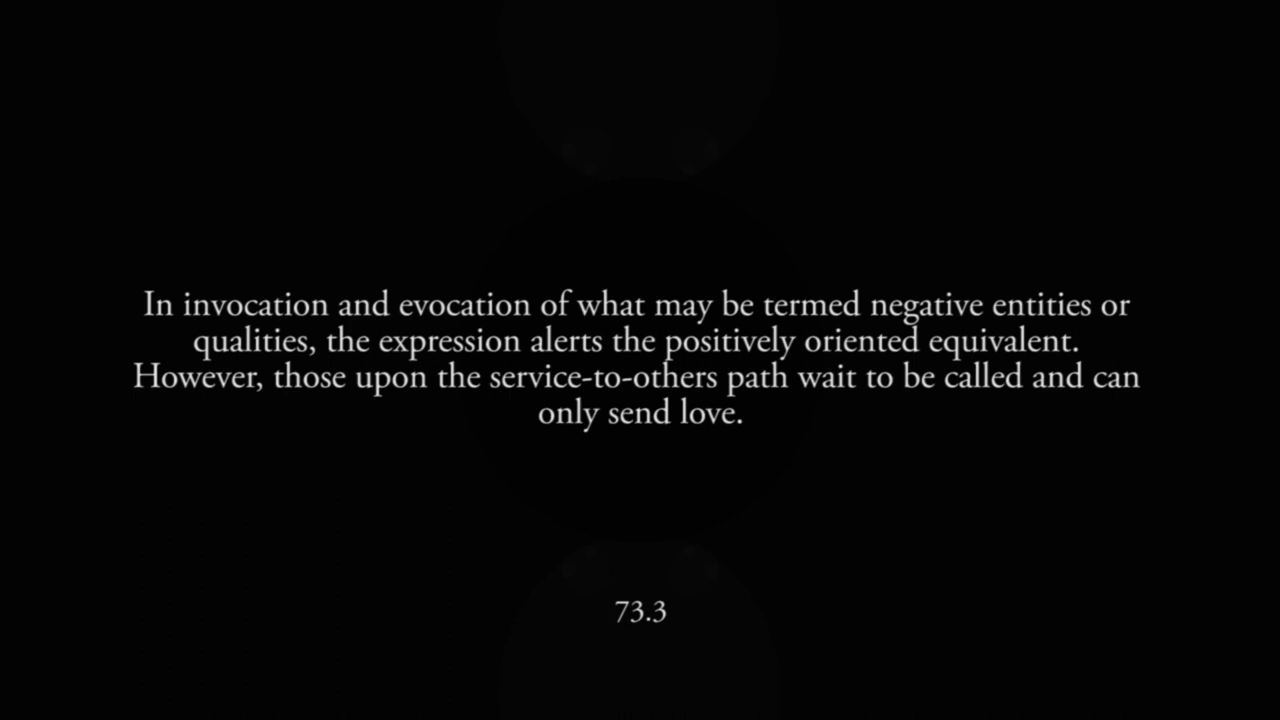 In invocation and evocation of what may be termed negative entities or
qualities, the expression alerts the positively oriented equivalent.
However, those upon the service-to-others path wait to be called and can
only send love.
73.3